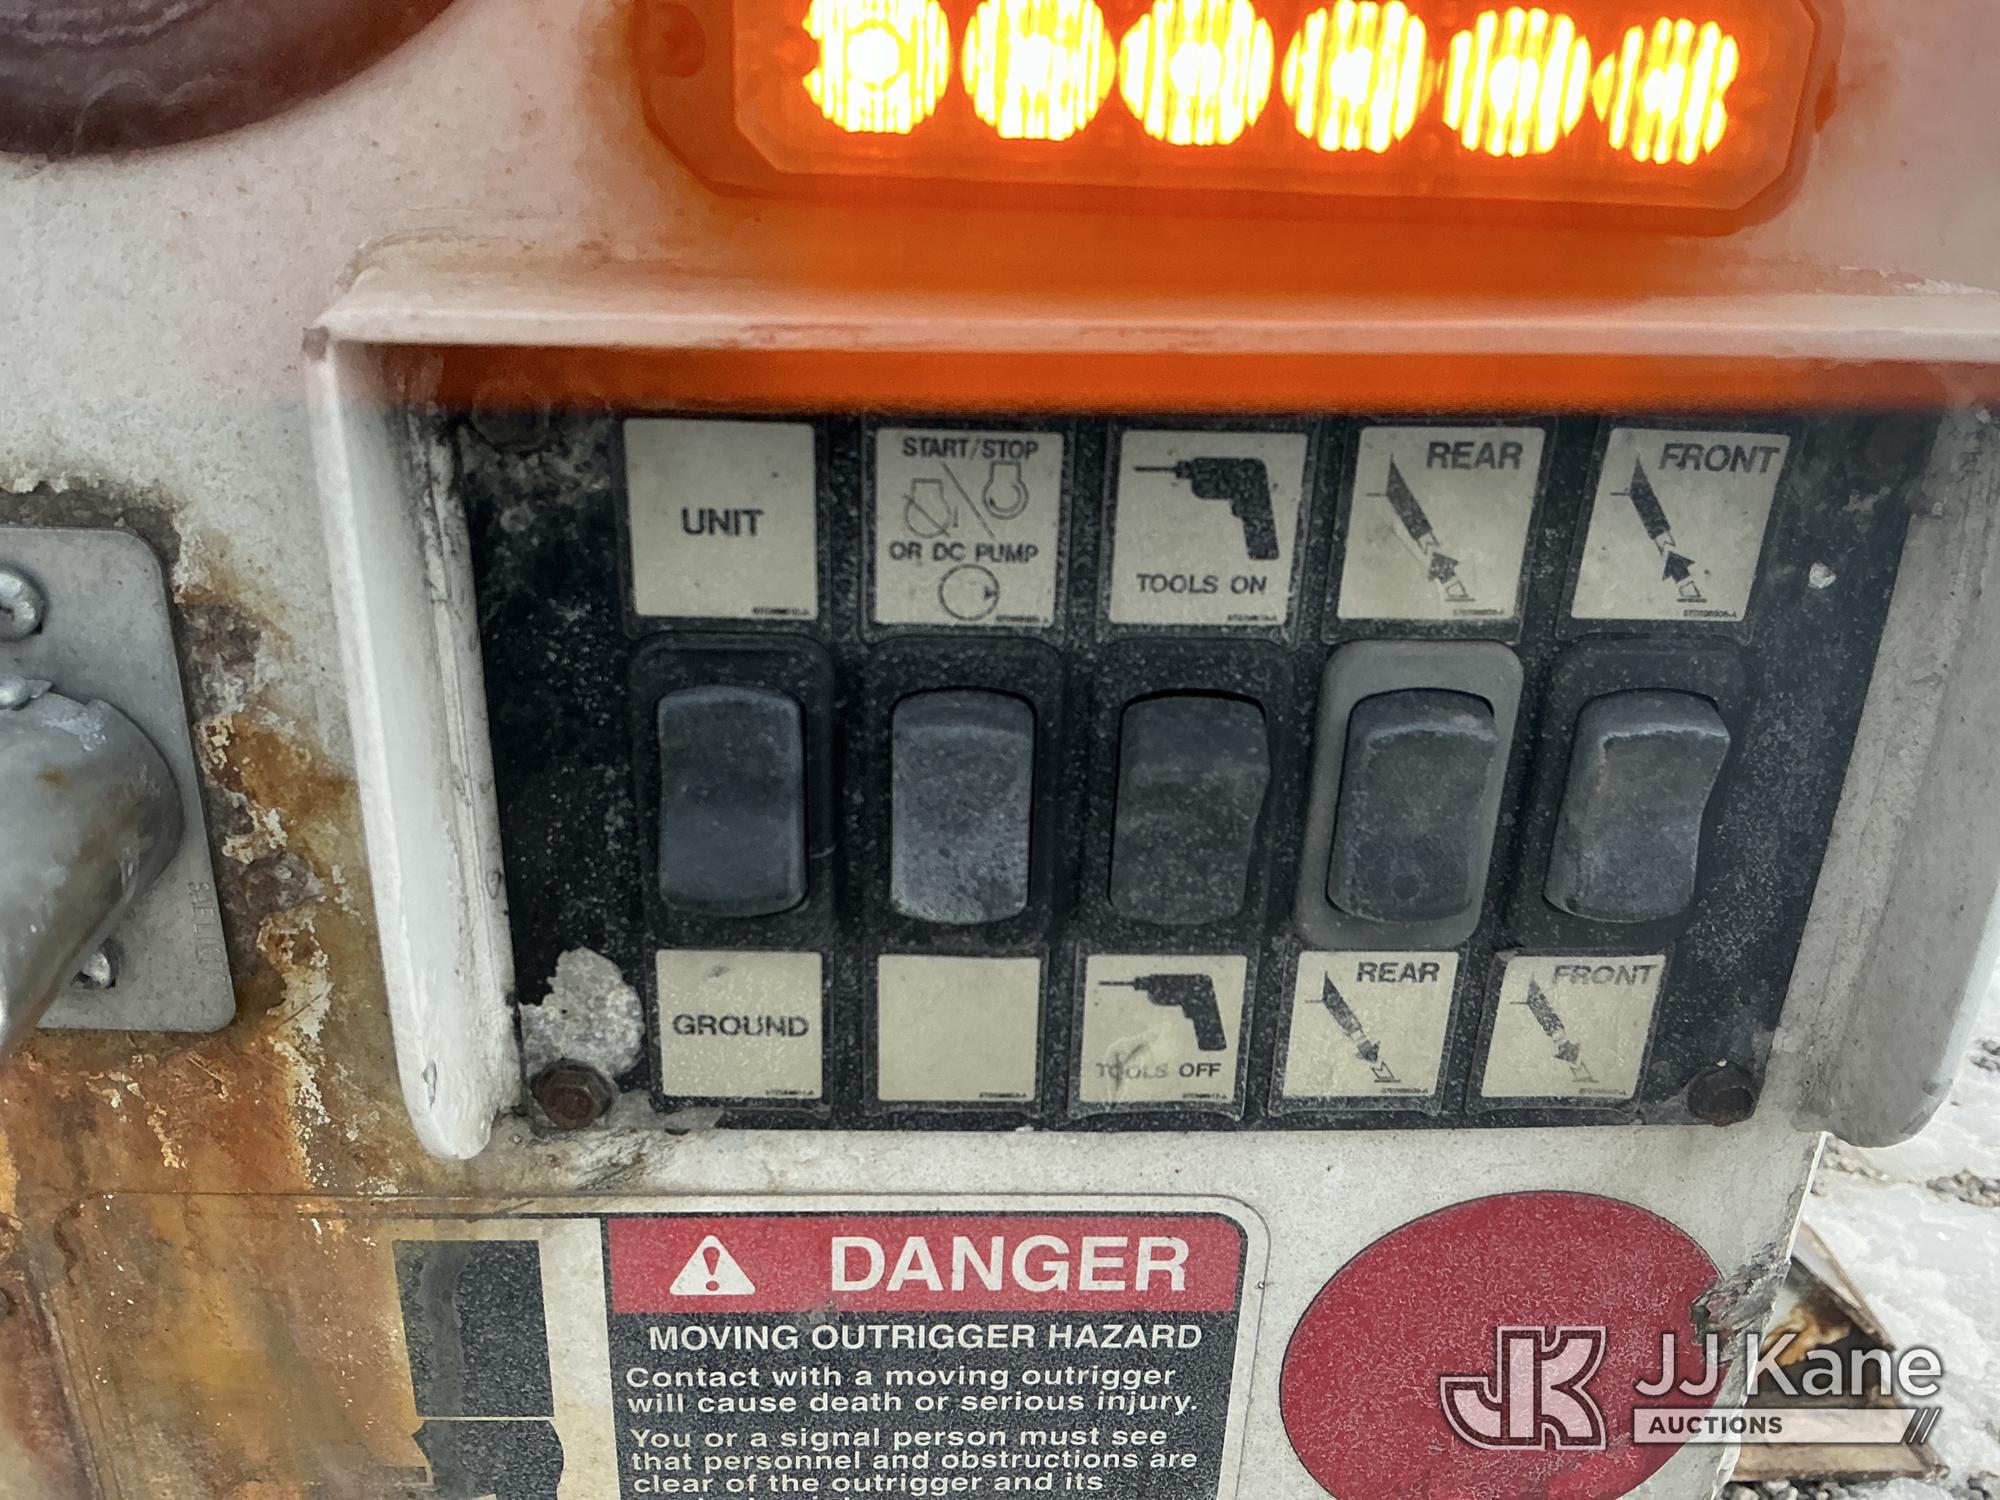 UNIT
START/STOP
OR DC PUMP
TOOLS ON
REAR
FRONT
GROUND
TOOLS OFF
REAR
FRONT
DANGER
MOVING OUTRIGGER HAZARD
Contact with a moving outrigger
will cause death or serious injury.
You or a signal person must see
that personnel and obstructions are
clear of the outrigger and its
JK JJ Kane
AUCTIONS